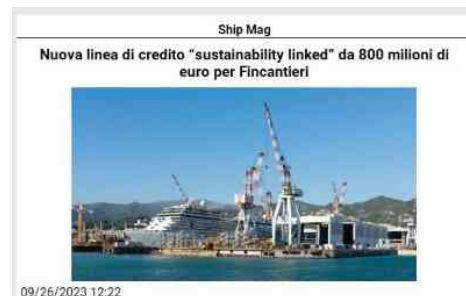 Ship Mag
Nuova linea di credito “sustainability linked” da 800 milioni di
euro per Fincantieri
09/26/2023 12:22